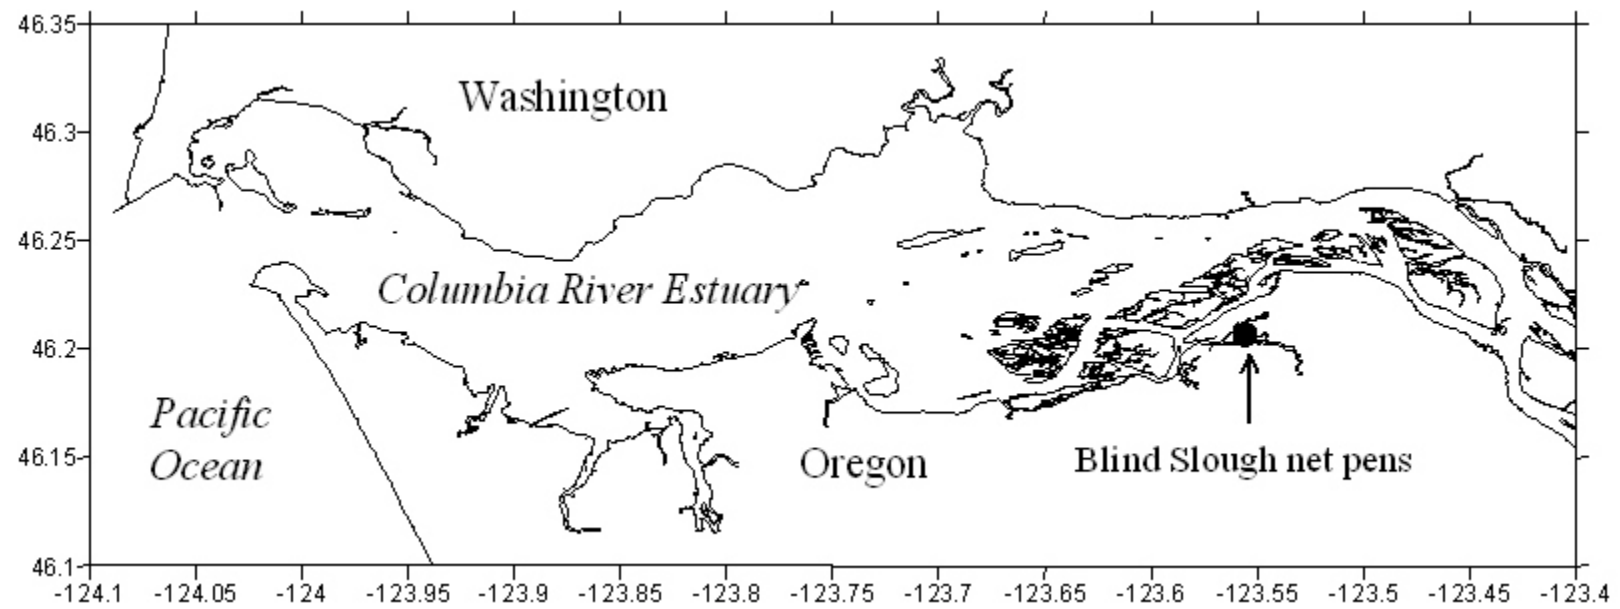 46.35
Washington
46.3
46.25
Columbia River Estuary
46.2
Pacific
Ocean
46.15
Oregon
Blind Slough net pens
46.1
-124.1 -124.05 -124 -123.95 -123.9 -123.85 -123.8 -123.75 -123.7 -123.65 -123.6 -123.55 -123.5 -123.45 -123.4